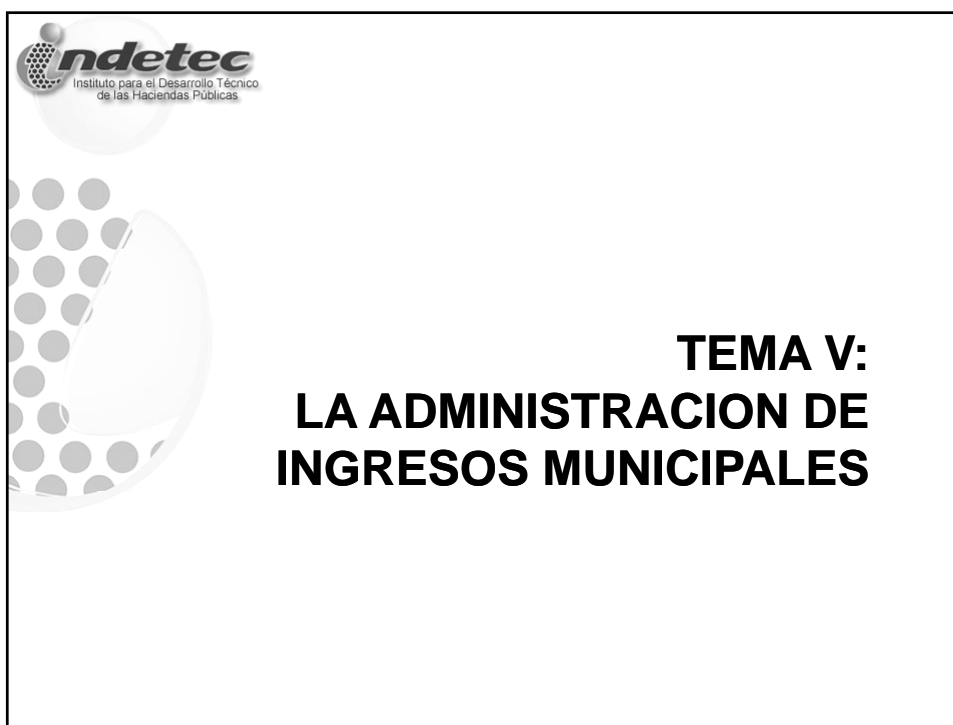 indetec
Instituto para el Desarrollo Técnico
de las Haciendas Públicas
TEMA V:
LA ADMINISTRACION DE
INGRESOS MUNICIPALES